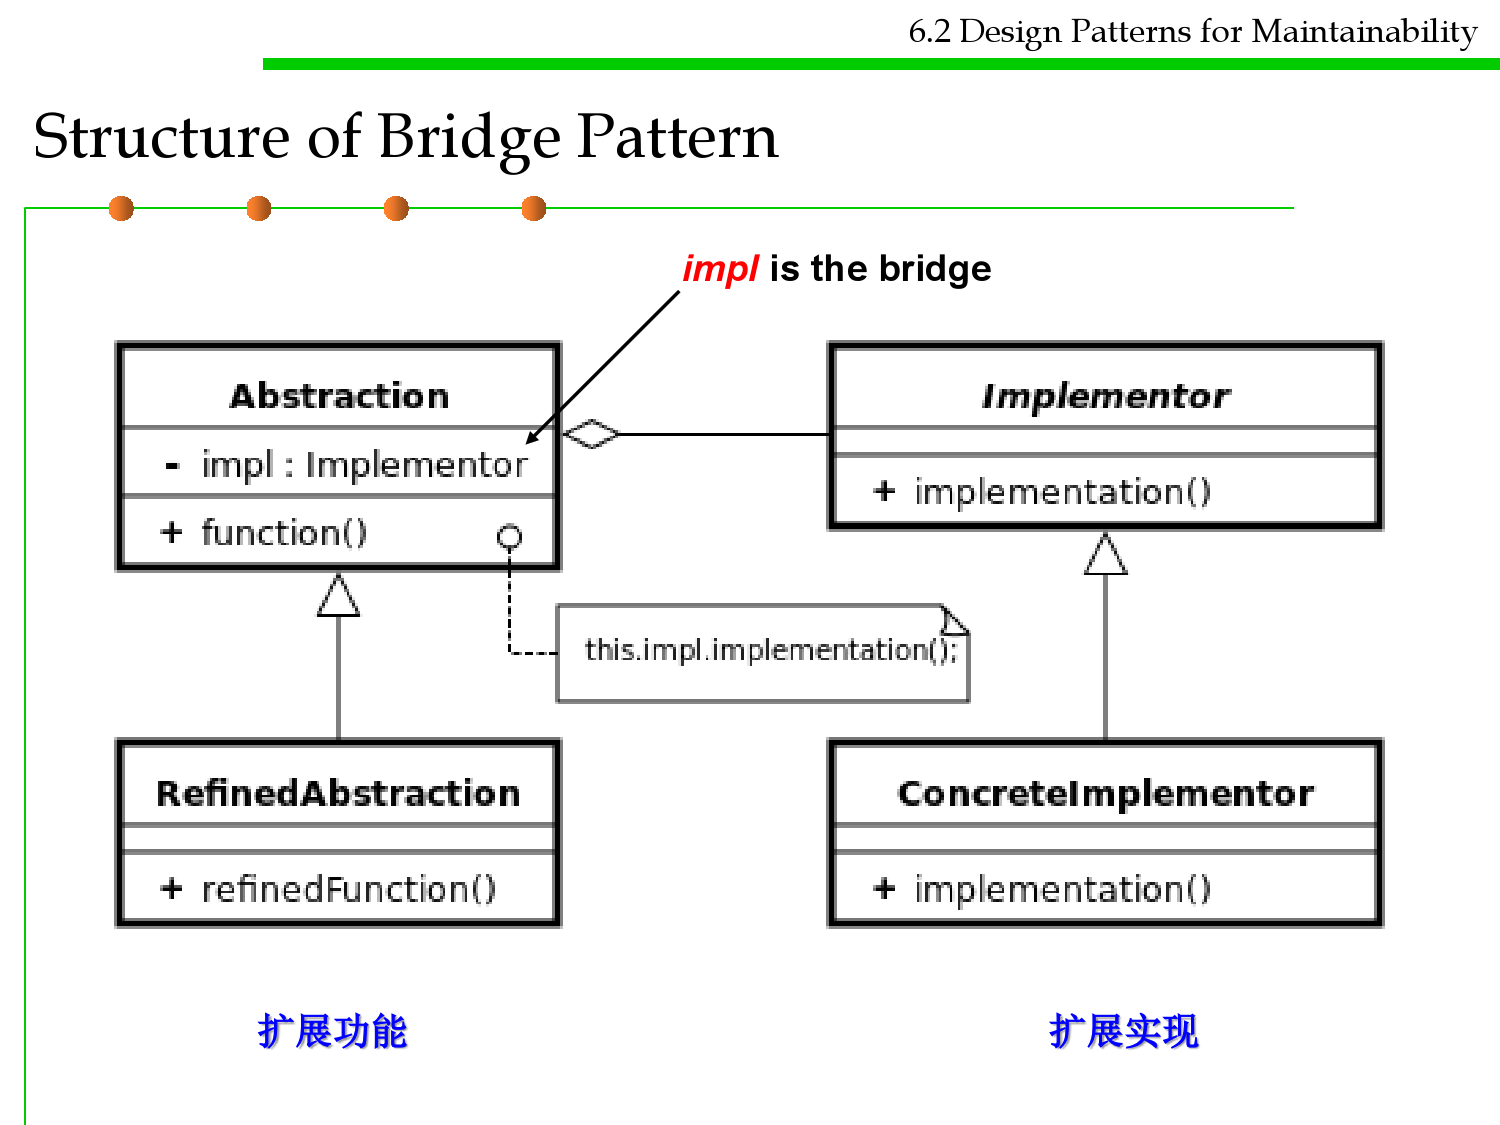 6.2 Design Patterns for Maintainability
Structure of Bridge Pattern
impl is the bridge
Abstraction
- impl : Implementor
+ function()
Implementor
+ implementation()
this.impl.implementation();
RefinedAbstraction
+ refinedFunction()
ConcreteImplementor
+ implementation()
扩展功能
扩展实现